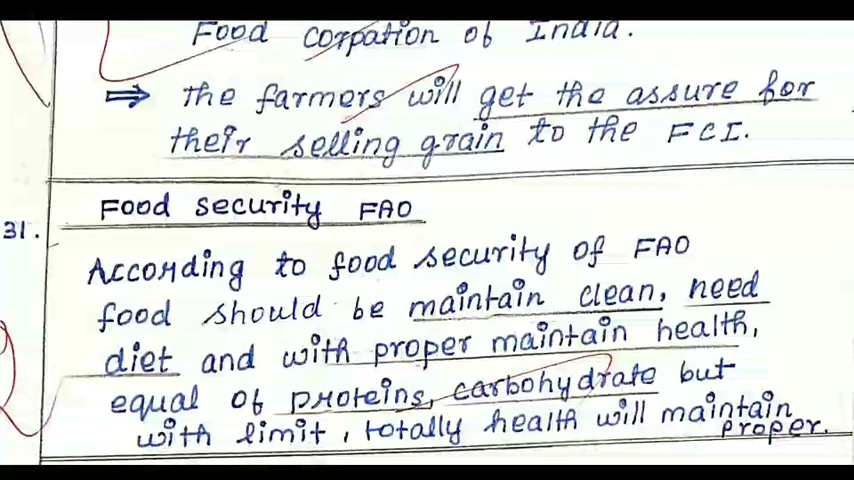 Food corpation of India.
⇒ the farmers will get the assure for
their selling grain to the FCI.
Food security FAO
31.
According to food security of FAO
food should be maintain clean, need
diet and with proper maintain health,
equal of proteins, carbohydrate but
with limit, totally health will maintain
proper.